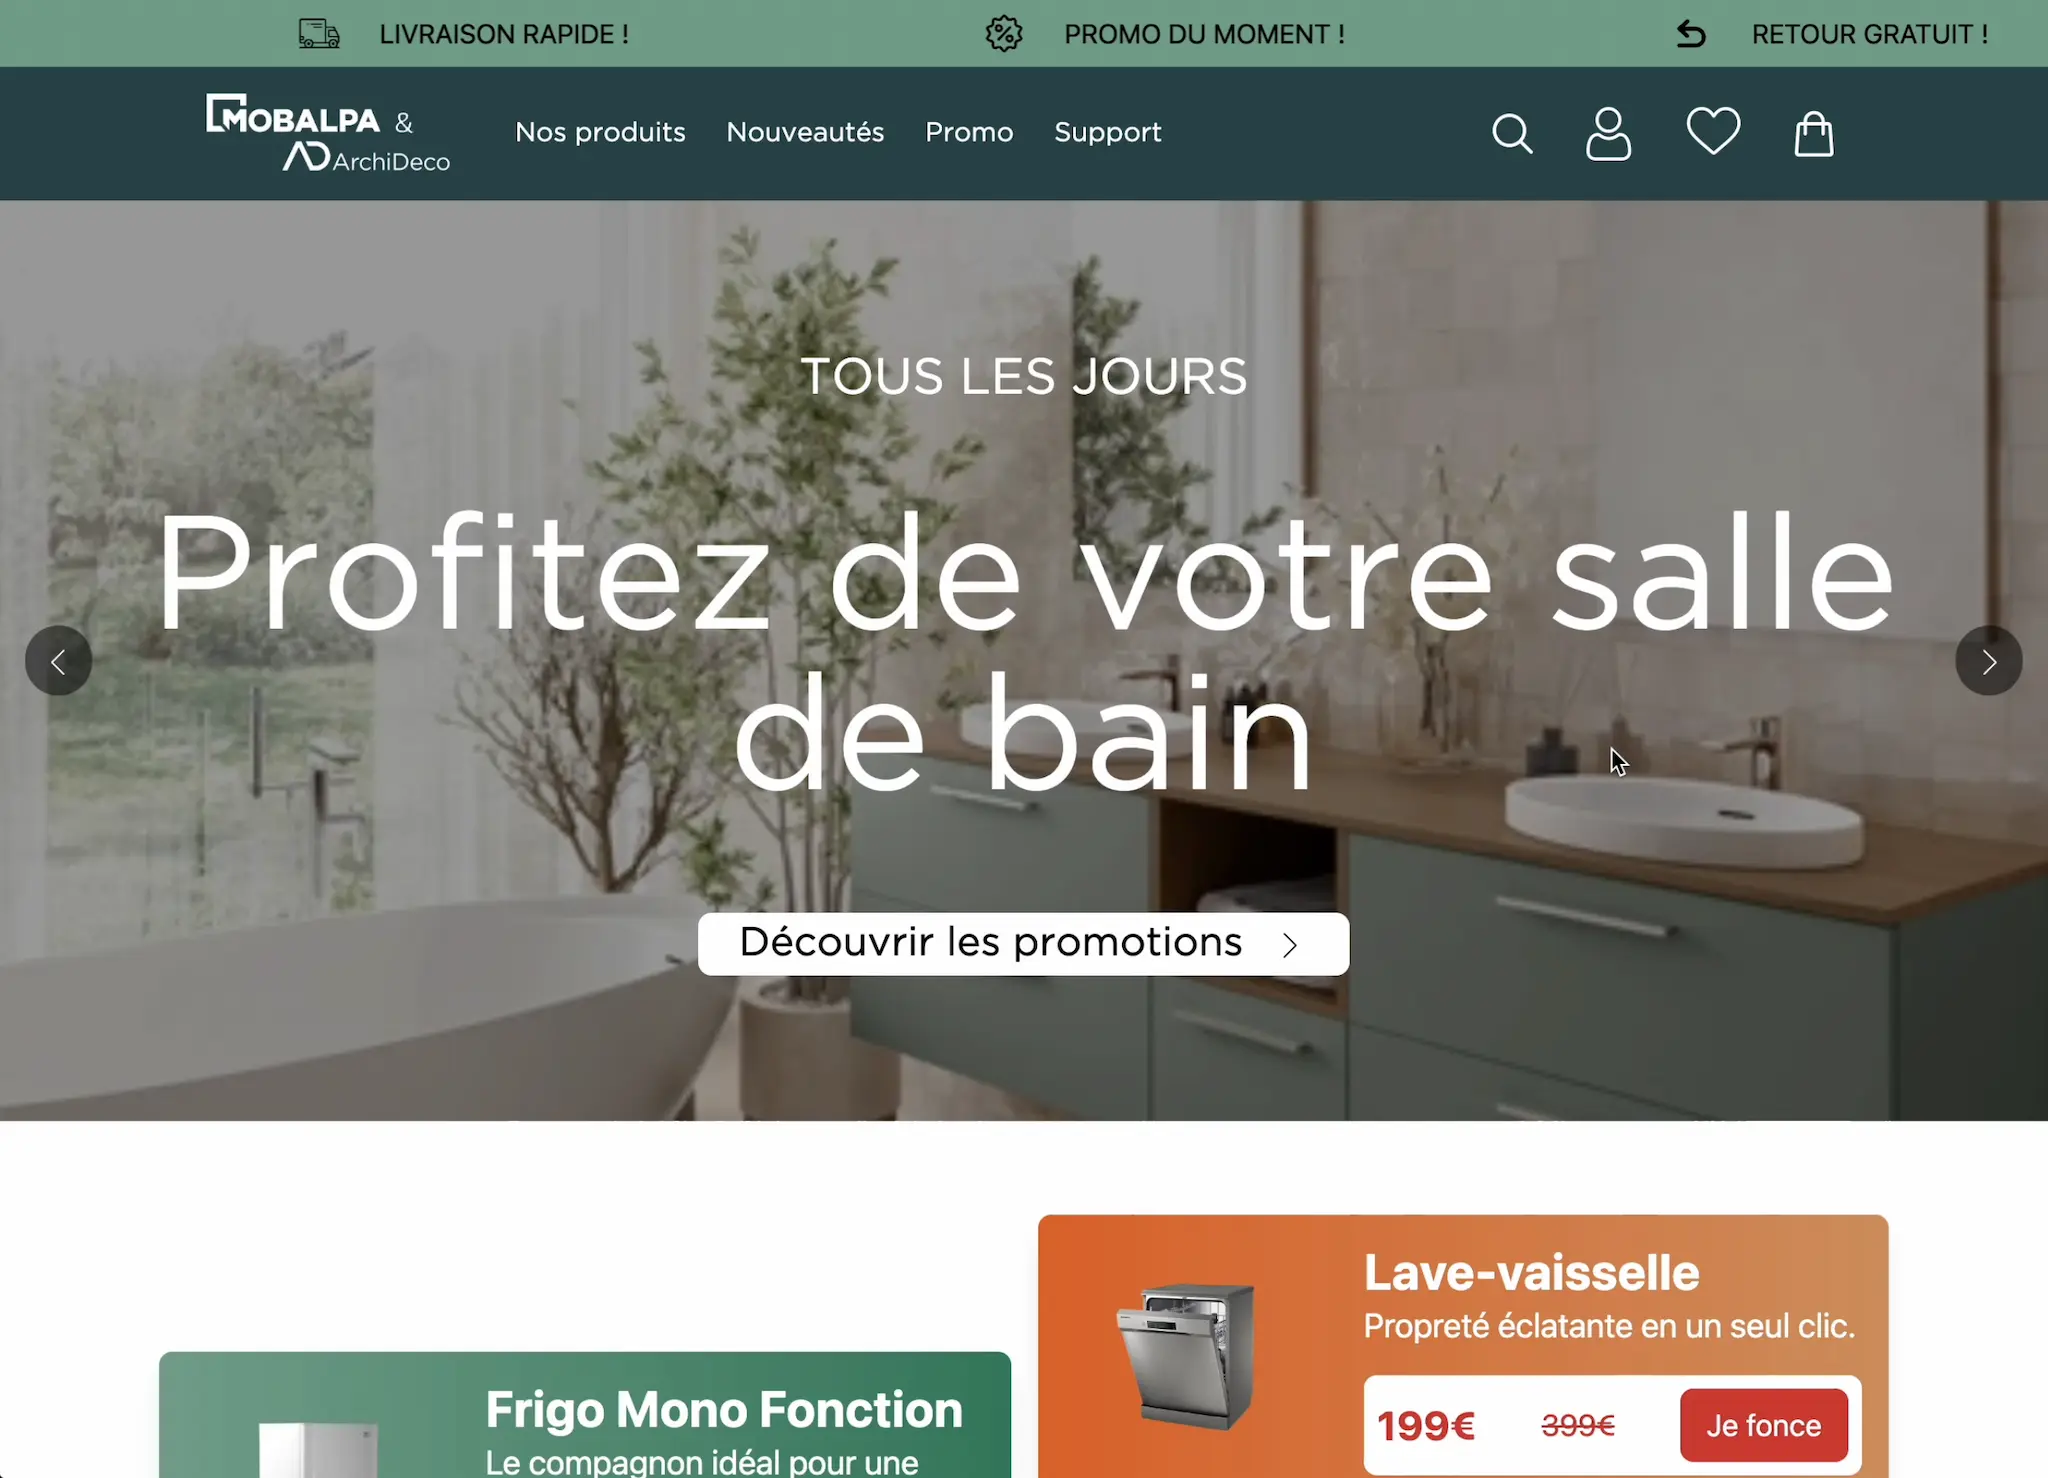 LIVRAISON RAPIDE !
PROMO DU MOMENT !
RETOUR GRATUIT !
MOBALPA &
AD ArchiDeco
Nos produits
Nouveautés
Promo
Support
TOUS LES JOURS
Profitez de votre salle
de bain
Découvrir les promotions
Lave-vaisselle
Propreté éclatante en un seul clic.
199€
399€
Je fonce
Frigo Mono Fonction
Le compagnon idéal pour une